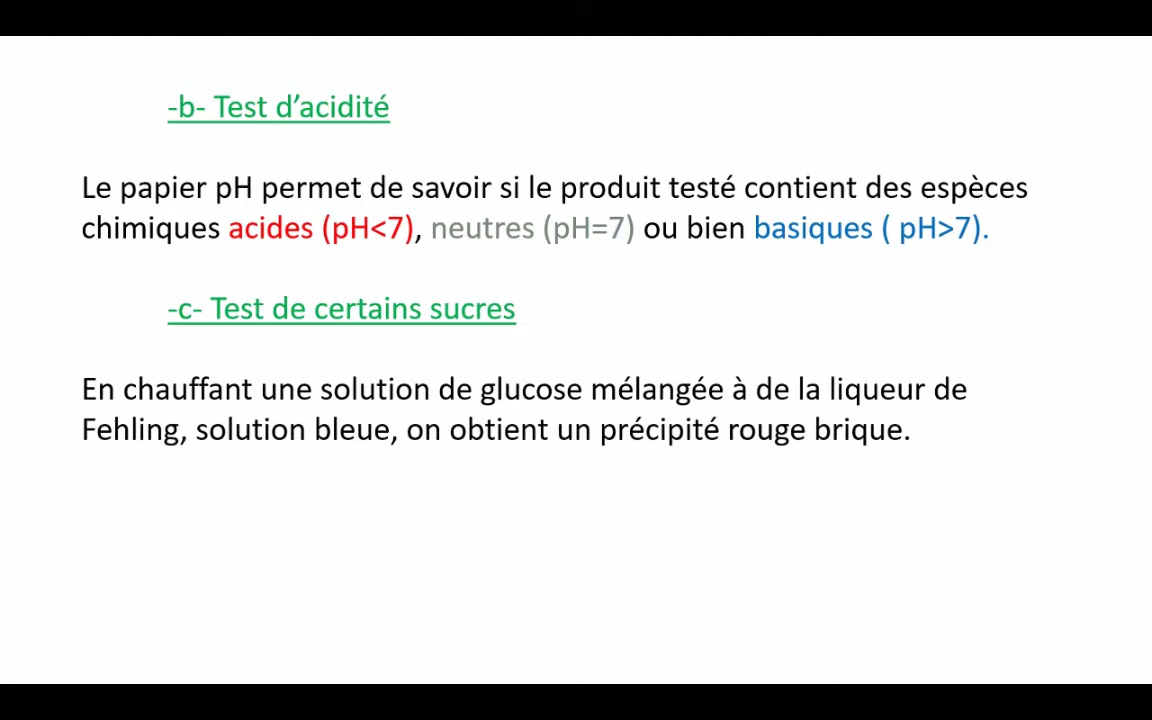 -b- Test d’acidité
Le papier pH permet de savoir si le produit testé contient des espèces
chimiques acides (pH<7), neutres (pH=7) ou bien basiques ( pH>7).
-c- Test de certains sucres
En chauffant une solution de glucose mélangée à de la liqueur de
Fehling, solution bleue, on obtient un précipité rouge brique.